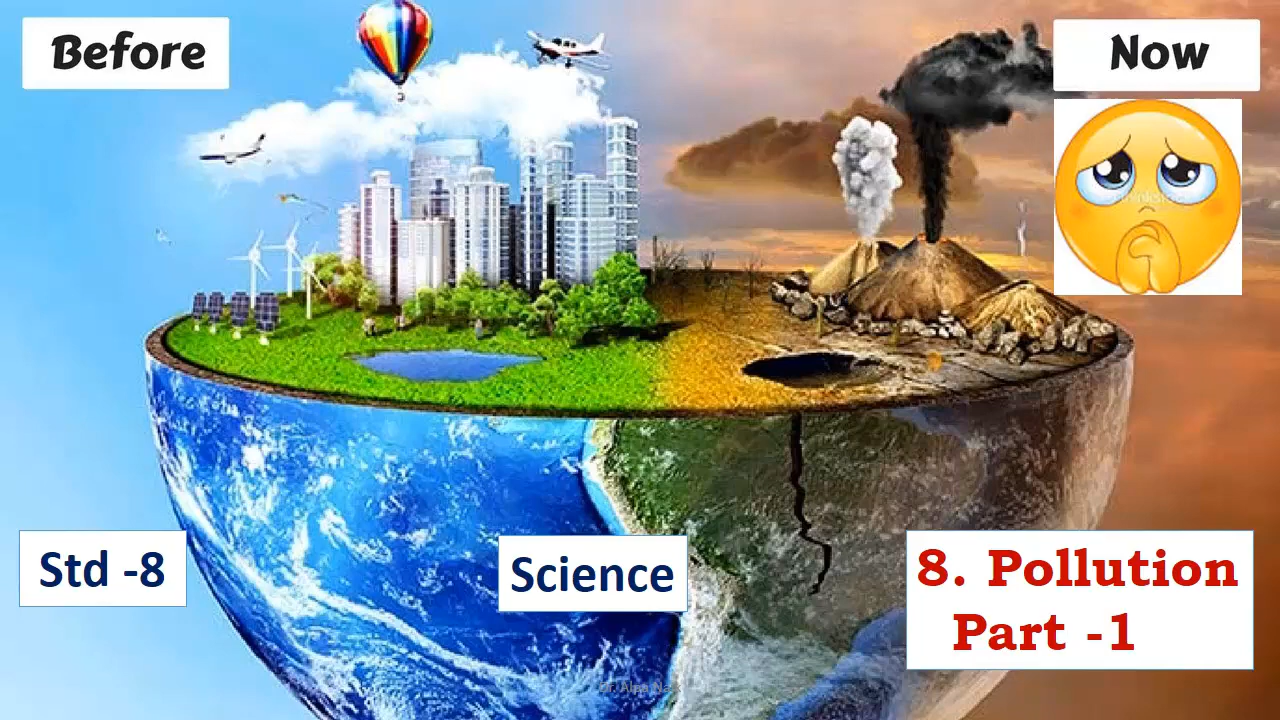 Before
Now
Std -8
Science
8. Pollution
Part -1